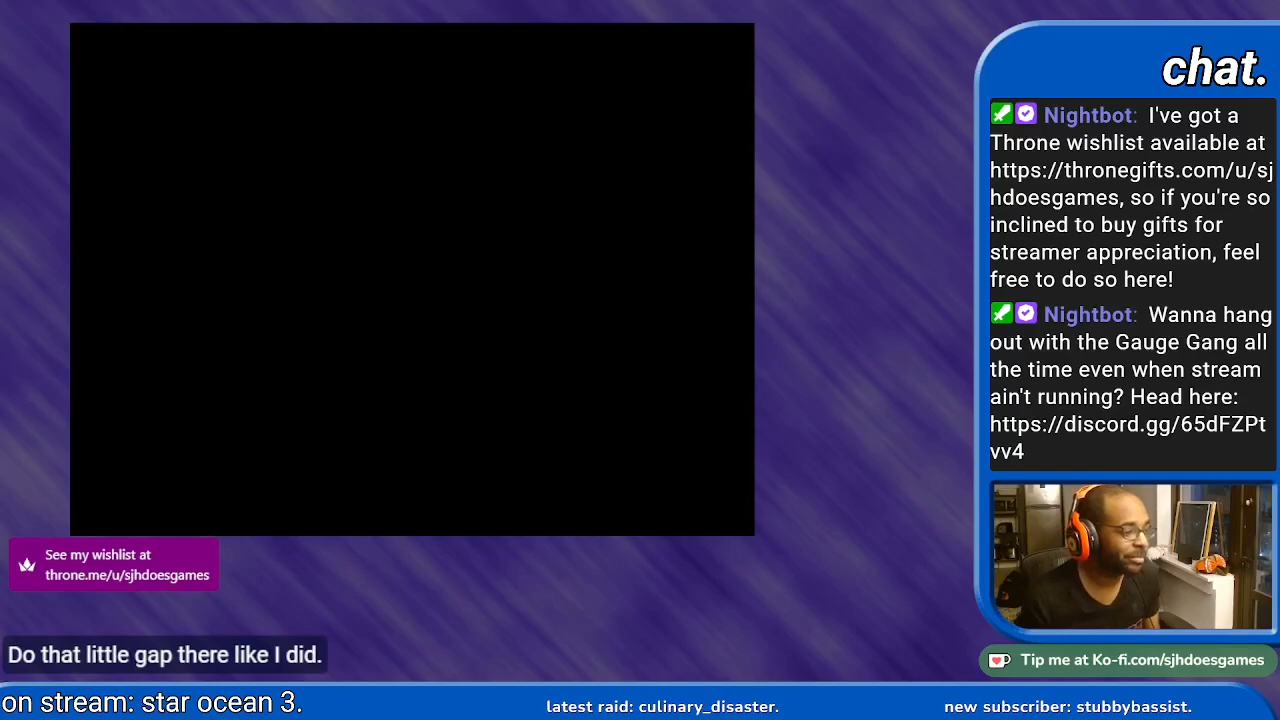 chat.
Nightbot: I've got a
Throne wishlist available at
https://thronegifts.com/u/sj
hdoesgames, so if you're so
inclined to buy gifts for
streamer appreciation, feel
free to do so here!
Nightbot: Wanna hang
out with the Gauge Gang all
the time even when stream
ain't running? Head here:
https://discord.gg/65dFZPt
vv4
See my wishlist at
throne.me/u/sjhdoesgames
Do that little gap there like I did.
Tip me at Ko-fi.com/sjhdoesgames
on stream: star ocean 3.
latest raid: culinary_disaster.
new subscriber: stubbybassist.